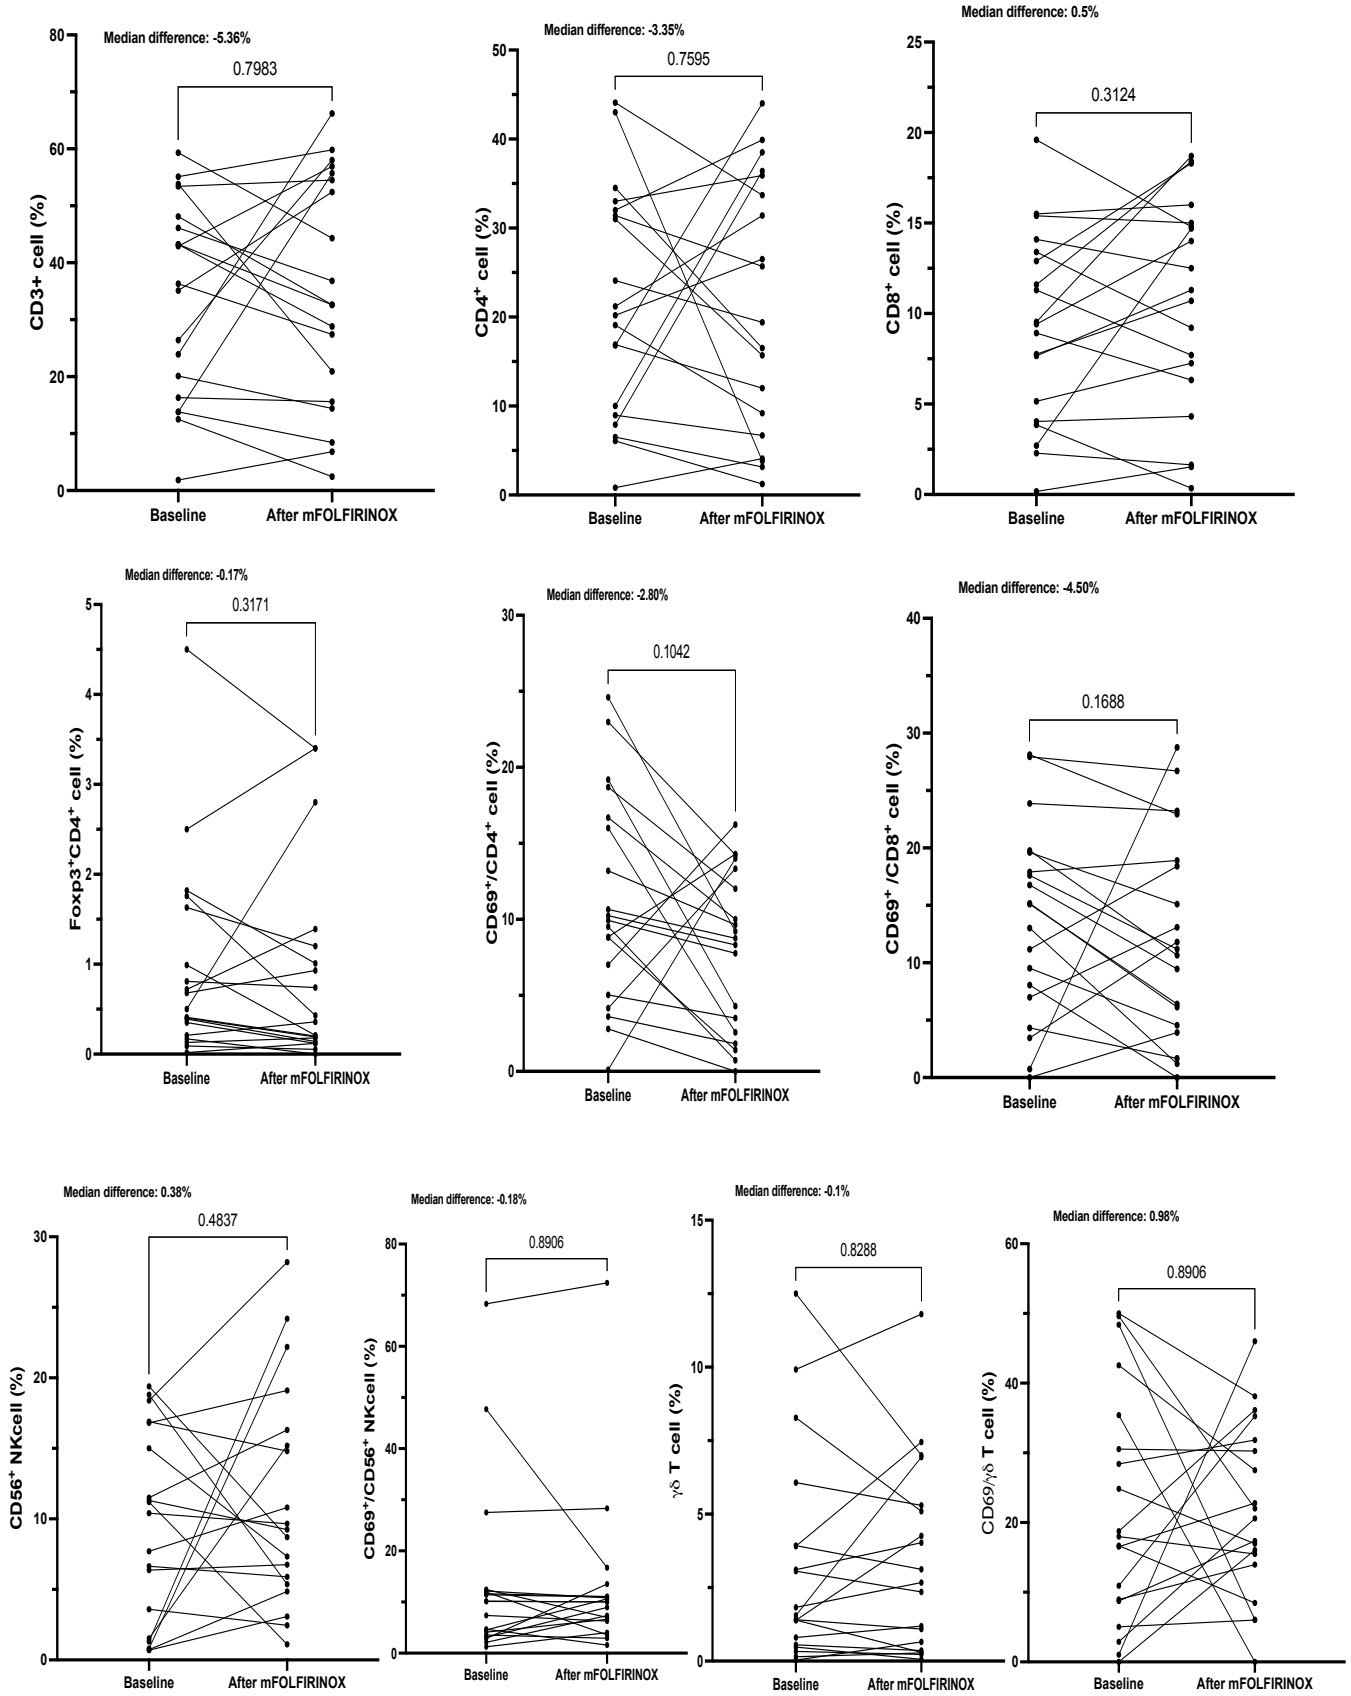 Median difference: -5.36%
0.7983
80
60
40
20
0
CD3+ cell (%)
Baseline After mFOLFIRINOX
Median difference: -3.35%
0.7595
50
40
30
20
10
0
CD4⁺ cell (%)
Baseline After mFOLFIRINOX
Median difference: 0.5%
0.3124
25
20
15
10
5
0
CD8⁺ cell (%)
Baseline After mFOLFIRINOX
Median difference: -0.17%
0.3171
5
4
3
2
1
0
Foxp3⁺CD4⁺ cell (%)
Baseline After mFOLFIRINOX
Median difference: -2.80%
0.1042
30
20
10
0
CD69⁺/CD4⁺ cell (%)
Baseline After mFOLFIRINOX
Median difference: -4.50%
0.1688
40
30
20
10
0
CD69⁺ /CD8⁺ cell (%)
Baseline After mFOLFIRINOX
Median difference: 0.38%
0.4837
30
20
10
0
CD56⁺ NKcell (%)
Baseline After mFOLFIRINOX
Median difference: -0.18%
0.8906
80
60
40
20
0
CD69⁺/CD56⁺ NKcell (%)
Baseline After mFOLFIRINOX
Median difference: -0.1%
0.8288
15
10
5
0
γδ T cell (%)
Baseline After mFOLFIRINOX
Median difference: 0.98%
0.8906
60
40
20
0
CD69/γδ T cell (%)
Baseline After mFOLFIRINOX